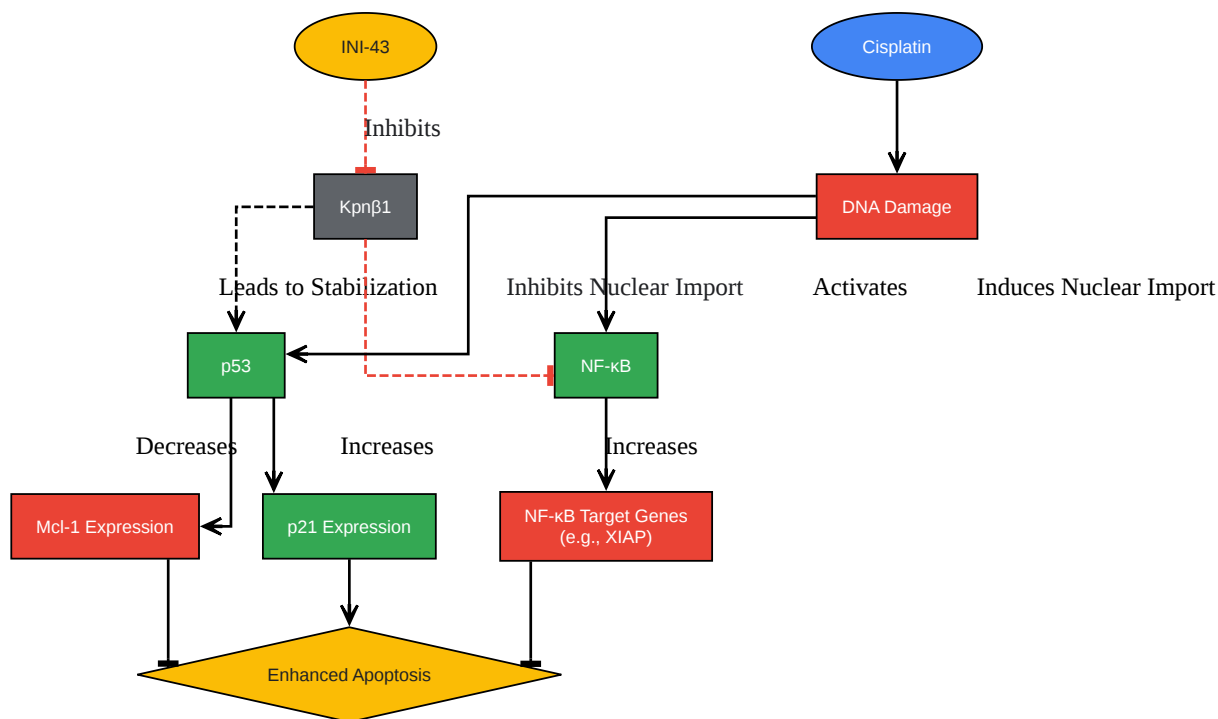 INI-43
Cisplatin
Inhibits
Kpnβ1
DNA Damage
Leads to Stabilization
Inhibits Nuclear Import
Activates
Induces Nuclear Import
p53
NF-κB
Decreases
Increases
Increases
Mcl-1 Expression
p21 Expression
NF-κB Target Genes
(e.g., XIAP)
Enhanced Apoptosis